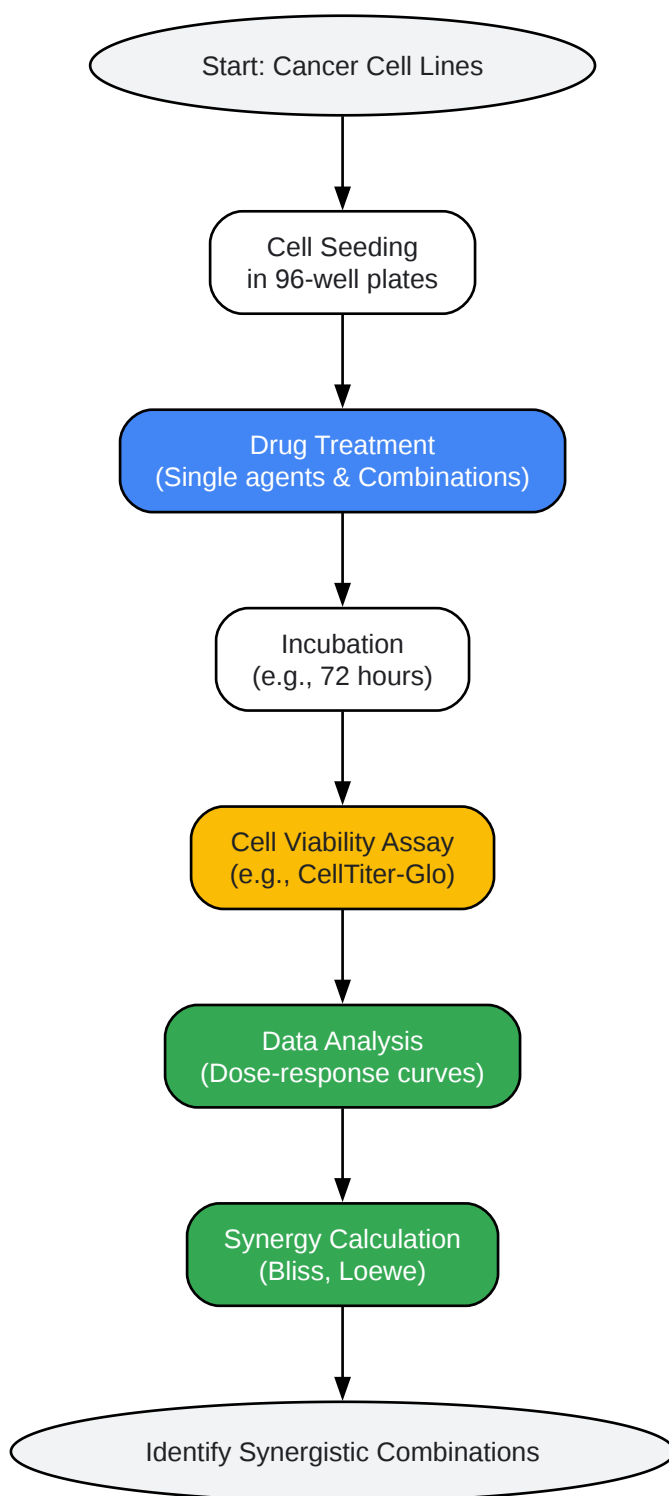 Start: Cancer Cell Lines
Cell Seeding
in 96-well plates
Drug Treatment
(Single agents & Combinations)
Incubation
(e.g., 72 hours)
Cell Viability Assay
(e.g., CellTiter-Glo)
Data Analysis
(Dose-response curves)
Synergy Calculation
(Bliss, Loewe)
Identify Synergistic Combinations